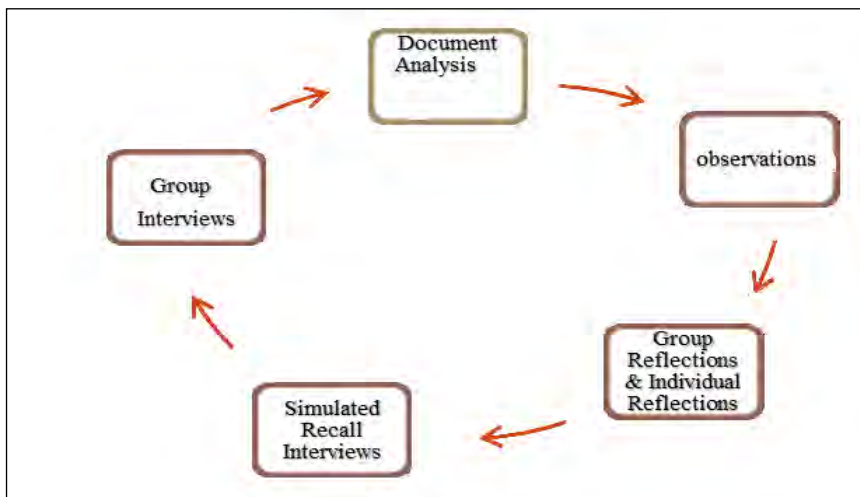 Document
Analysis
observations
Group
Reflections
& Individual
Reflections
Simulated
Recall
Interviews
Group
Interviews